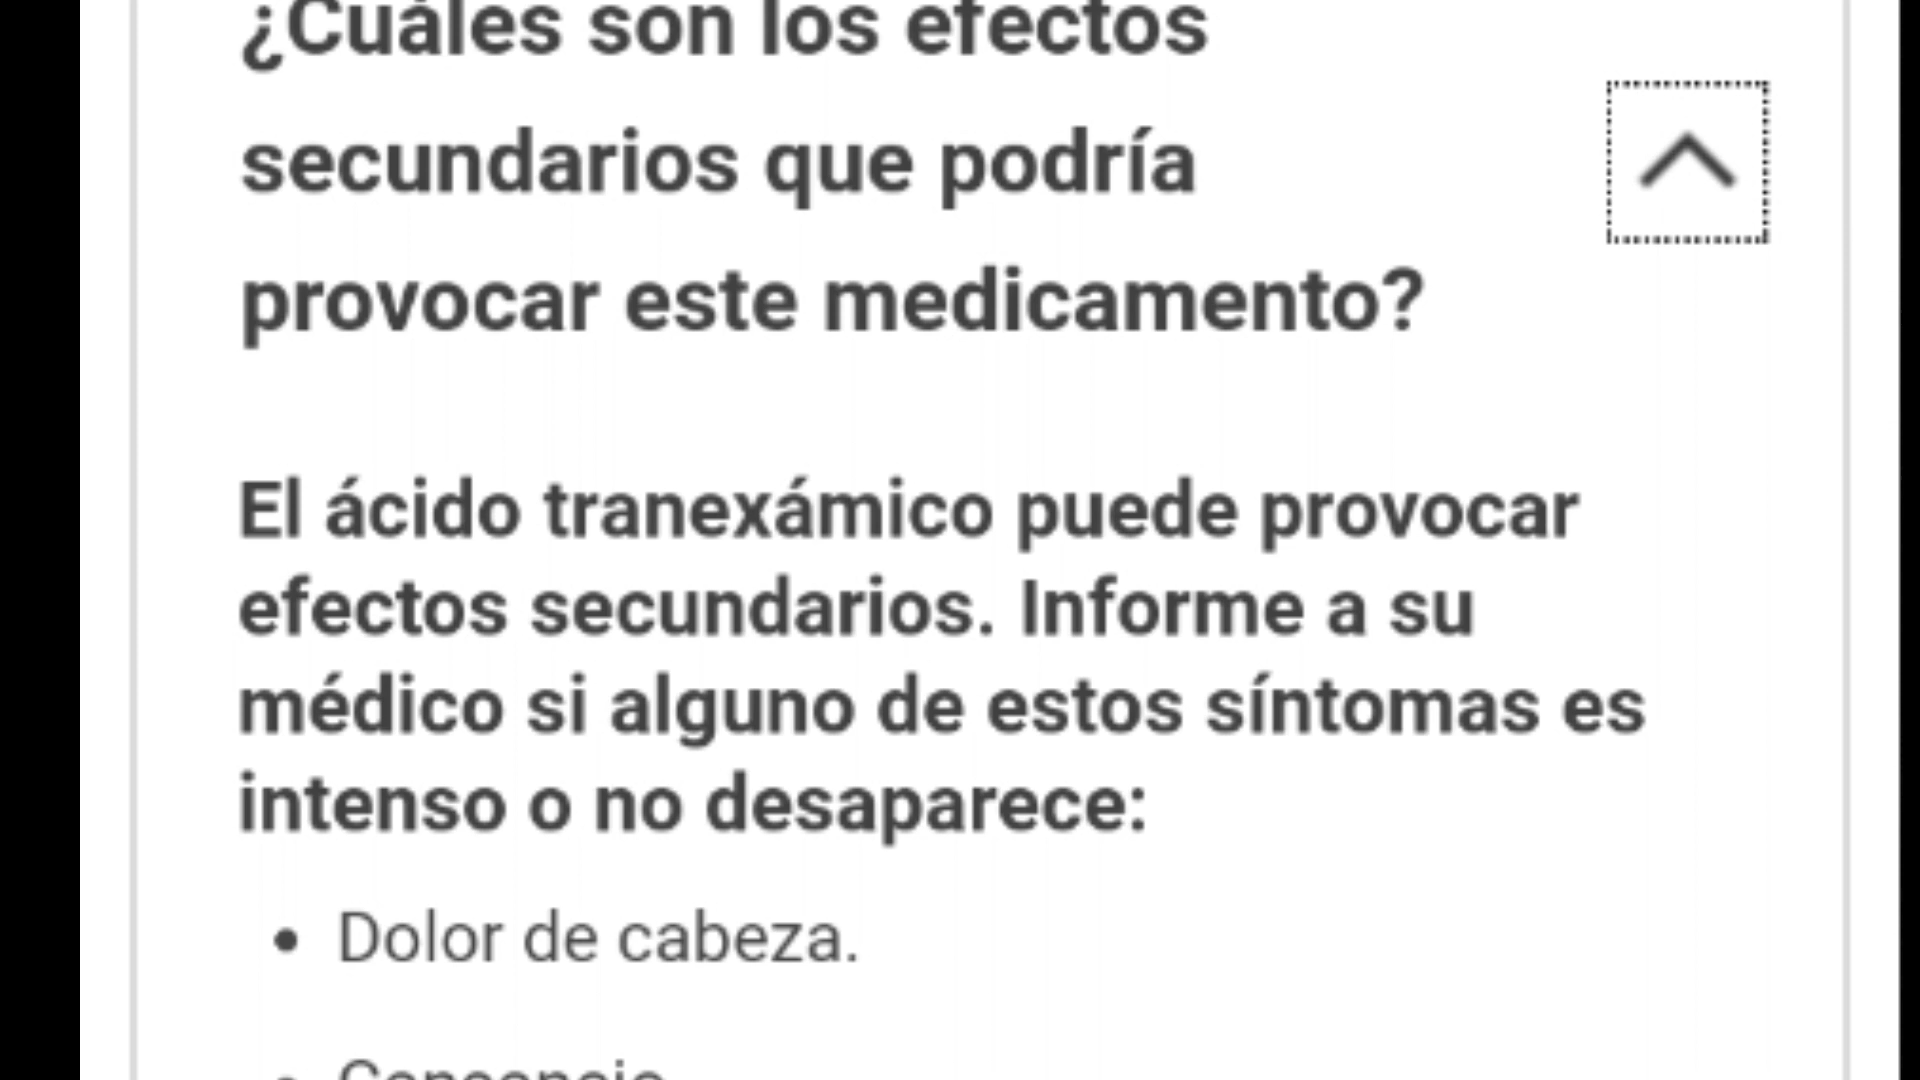 ¿Cuáles son los efectos
secundarios que podría
provocar este medicamento?
El ácido tranexámico puede provocar
efectos secundarios. Informe a su
médico si alguno de estos síntomas es
intenso o no desaparece:
Dolor de cabeza.